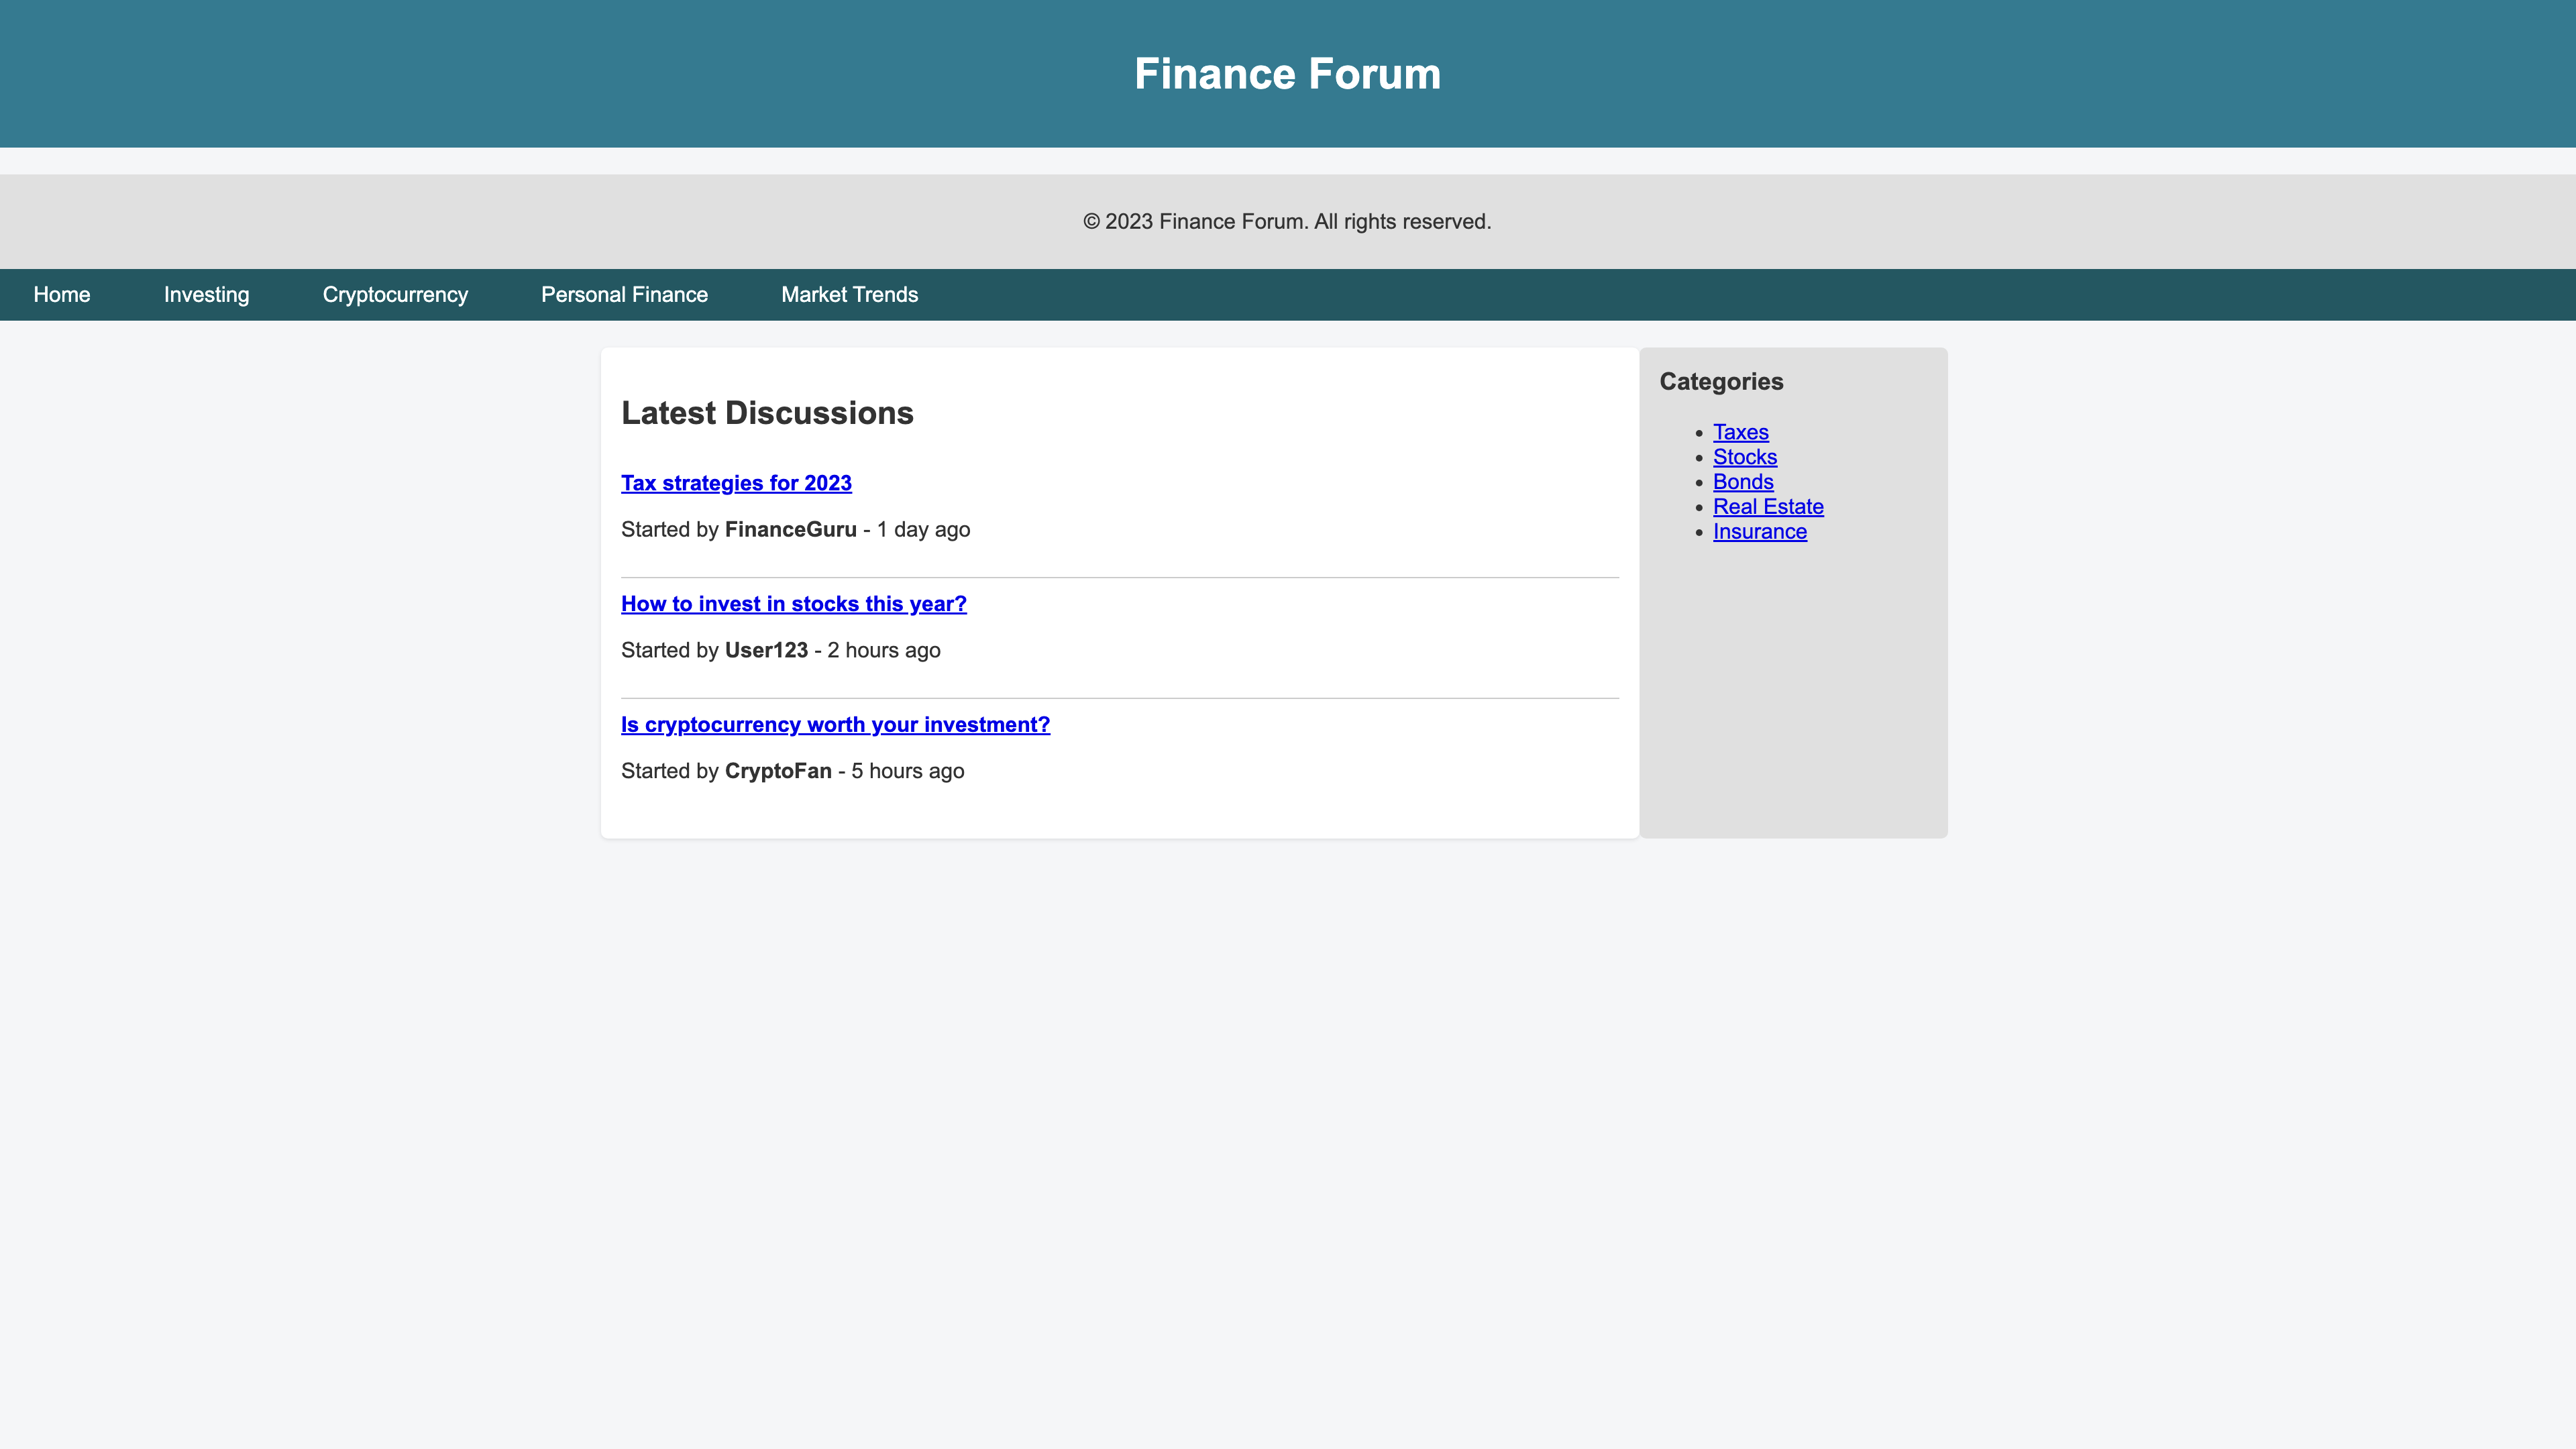 Finance Forum
© 2023 Finance Forum. All rights reserved.
Home Investing Cryptocurrency Personal Finance Market Trends
Latest Discussions
Tax strategies for 2023
Started by FinanceGuru - 1 day ago
How to invest in stocks this year?
Started by User123 - 2 hours ago
Is cryptocurrency worth your investment?
Started by CryptoFan - 5 hours ago
Categories
Taxes
Stocks
Bonds
Real Estate
Insurance